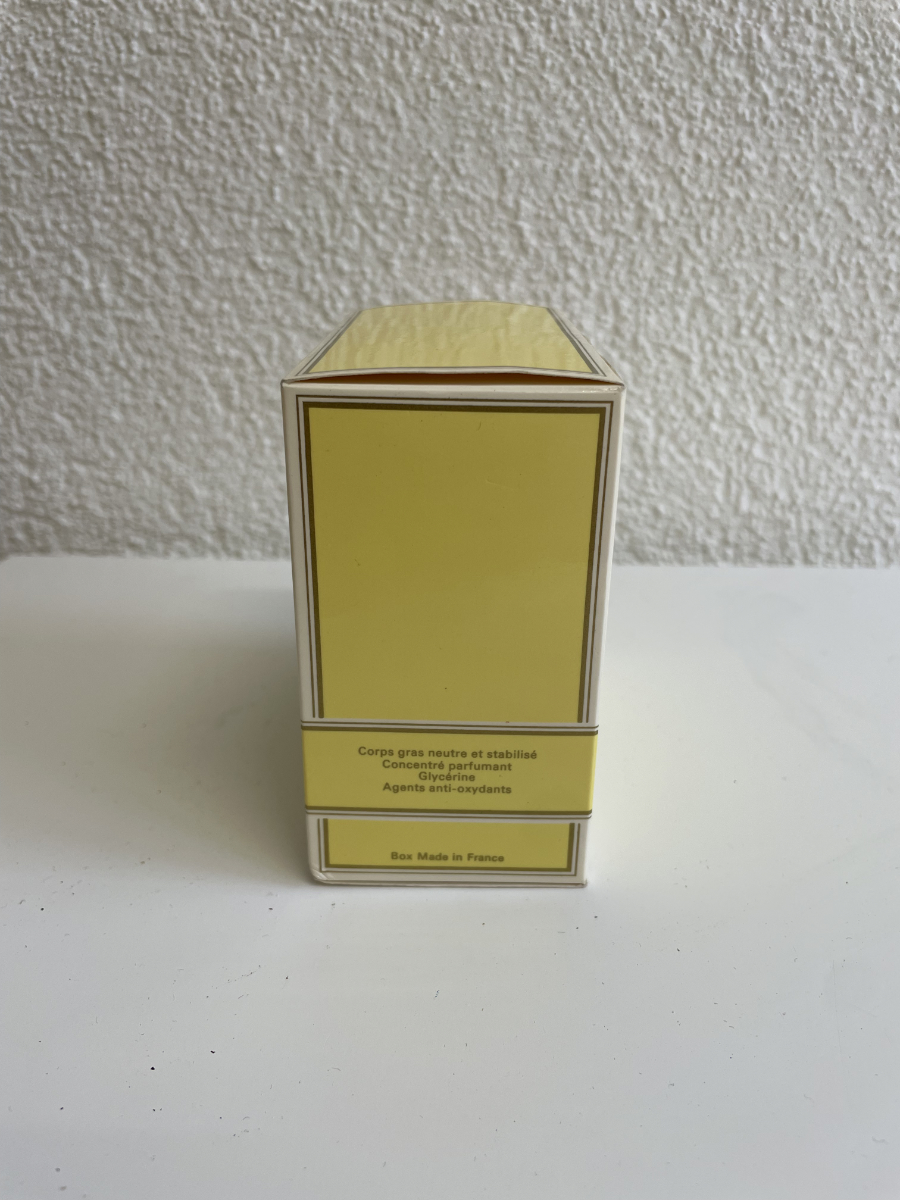 Corps gras neutre et stabilisé
Concentré parfumant
Glycérine
Agents anti-oxydants
Box Made in France